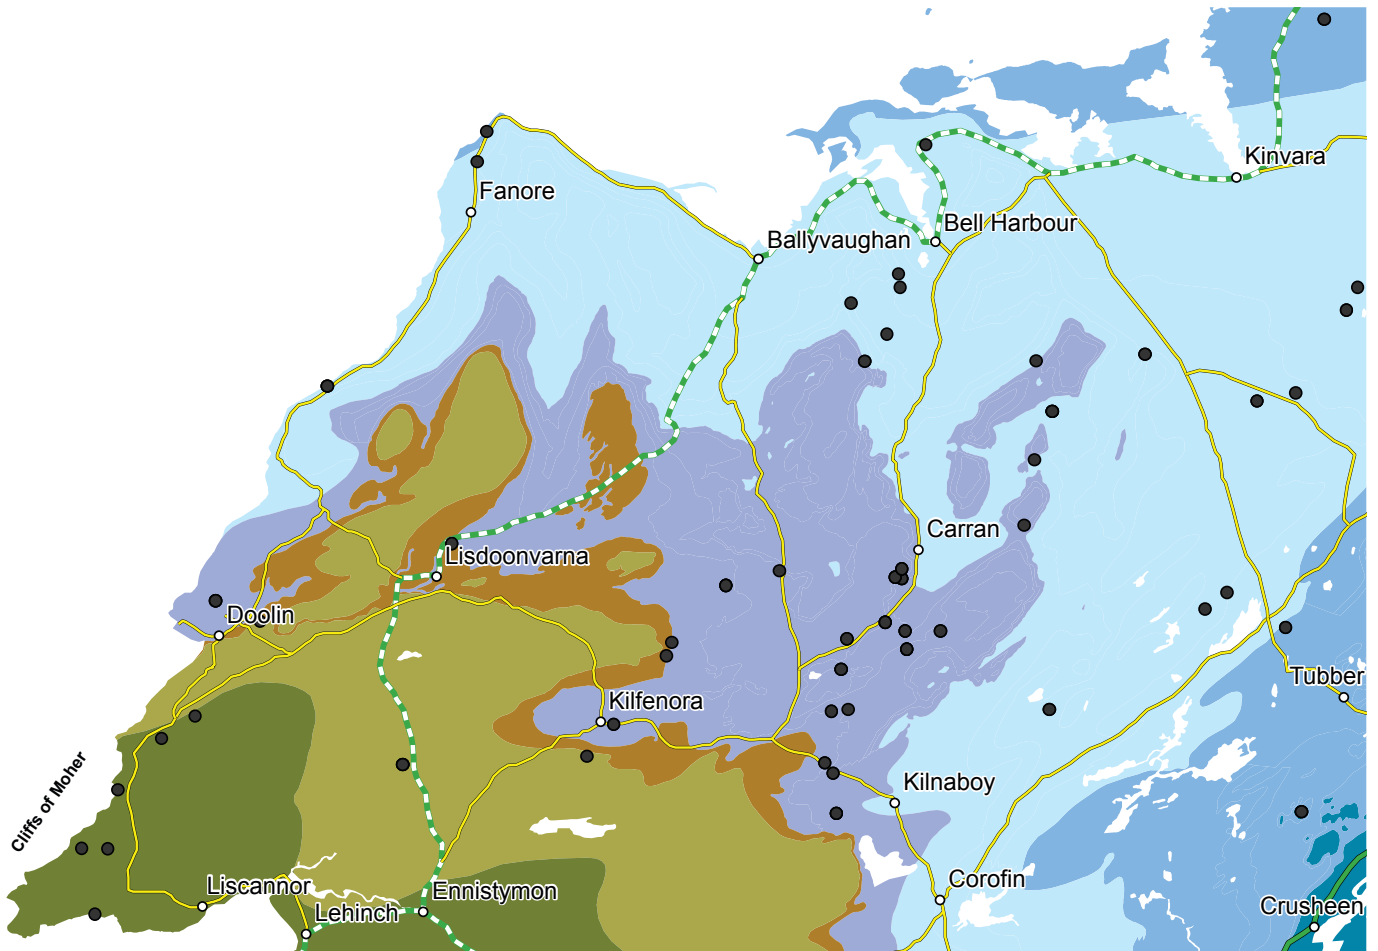 Kinvara
Fanore
Bell Harbour
Ballyvaughan
Carran
Lisdoonvarna
Doolin
Tubber
Kilfenora
Cliffs of Moher
Kilnaboy
Corofin
Liscannor
Ennistymon
Crusheen
Lehinch